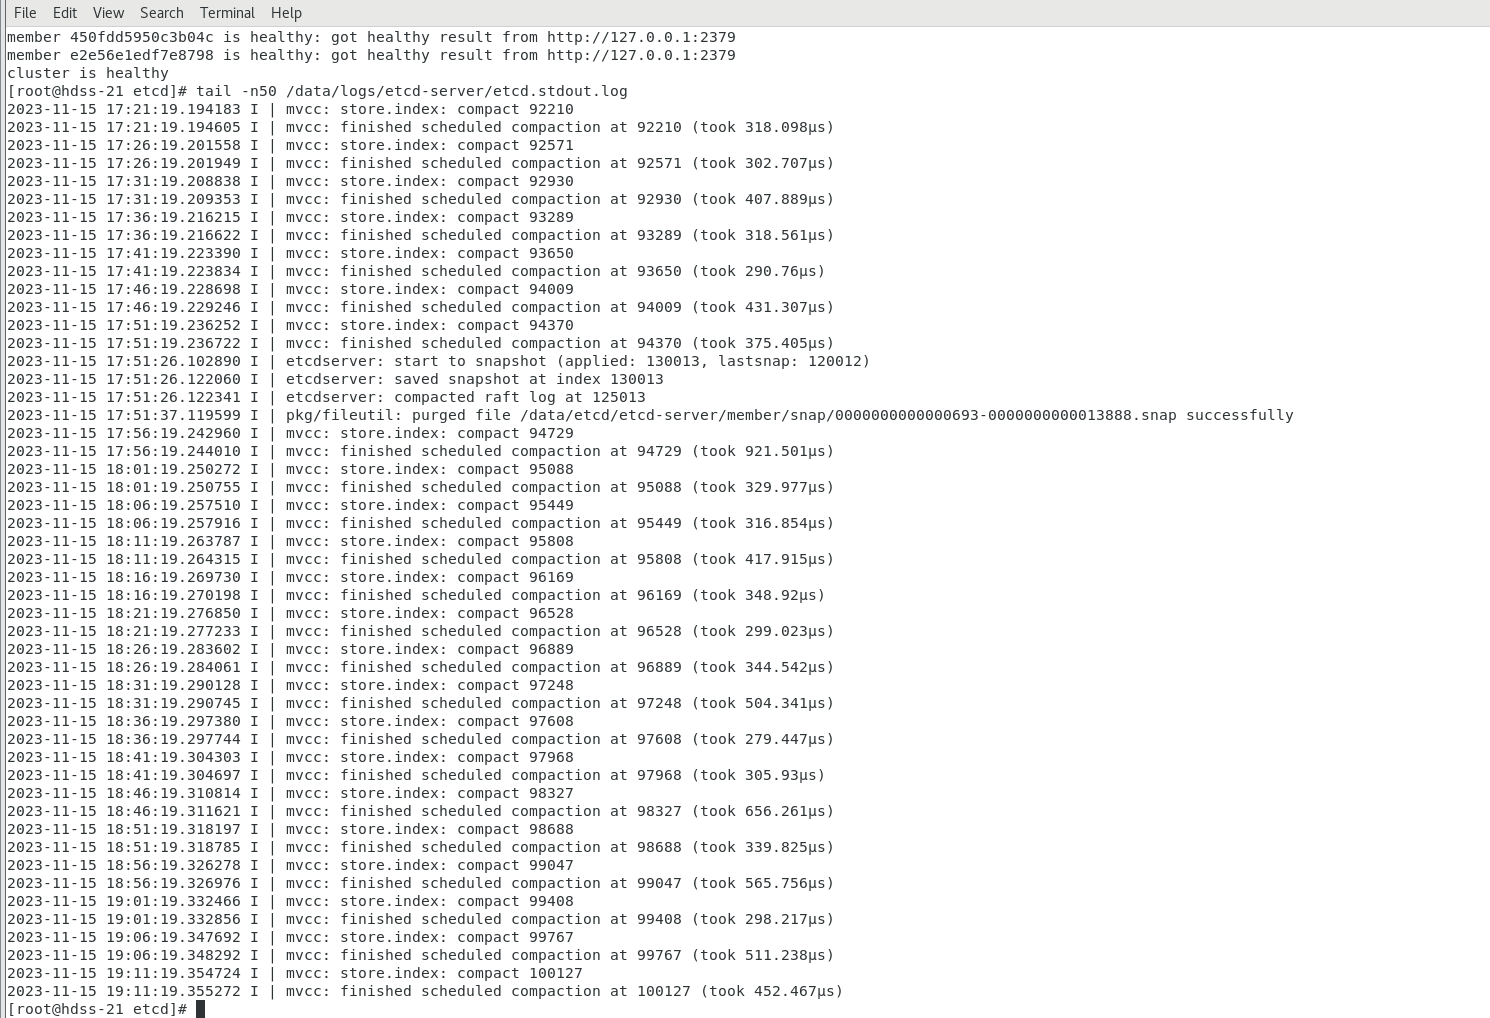 File Edit View Search Terminal Help
member 450fdd5950c3b04c is healthy: got healthy result from http://127.0.0.1:2379
member e2e56e1edf7e8798 is healthy: got healthy result from http://127.0.0.1:2379
cluster is healthy
[root@hdss-21 etcd]# tail -n50 /data/logs/etcd-server/etcd.stdout.log
2023-11-15 17:21:19.194183 I | mvcc: store.index: compact 92210
2023-11-15 17:21:19.194605 I | mvcc: finished scheduled compaction at 92210 (took 318.098µs)
2023-11-15 17:26:19.201558 I | mvcc: store.index: compact 92571
2023-11-15 17:26:19.201949 I | mvcc: finished scheduled compaction at 92571 (took 302.707µs)
2023-11-15 17:31:19.208838 I | mvcc: store.index: compact 92930
2023-11-15 17:31:19.209353 I | mvcc: finished scheduled compaction at 92930 (took 407.889µs)
2023-11-15 17:36:19.216215 I | mvcc: store.index: compact 93289
2023-11-15 17:36:19.216622 I | mvcc: finished scheduled compaction at 93289 (took 318.561µs)
2023-11-15 17:41:19.223390 I | mvcc: store.index: compact 93650
2023-11-15 17:41:19.223834 I | mvcc: finished scheduled compaction at 93650 (took 290.76µs)
2023-11-15 17:46:19.228698 I | mvcc: store.index: compact 94009
2023-11-15 17:46:19.229246 I | mvcc: finished scheduled compaction at 94009 (took 431.307µs)
2023-11-15 17:51:19.236252 I | mvcc: store.index: compact 94370
2023-11-15 17:51:19.236722 I | mvcc: finished scheduled compaction at 94370 (took 375.405µs)
2023-11-15 17:51:26.102890 I | etcdserver: start to snapshot (applied: 130013, lastsnap: 120012)
2023-11-15 17:51:26.122060 I | etcdserver: saved snapshot at index 130013
2023-11-15 17:51:26.122341 I | etcdserver: compacted raft log at 125013
2023-11-15 17:51:37.119599 I | pkg/fileutil: purged file /data/etcd/etcd-server/member/snap/0000000000000693-0000000000013888.snap successfully
2023-11-15 17:56:19.242960 I | mvcc: store.index: compact 94729
2023-11-15 17:56:19.244010 I | mvcc: finished scheduled compaction at 94729 (took 921.501µs)
2023-11-15 18:01:19.250272 I | mvcc: store.index: compact 95088
2023-11-15 18:01:19.250755 I | mvcc: finished scheduled compaction at 95088 (took 329.977µs)
2023-11-15 18:06:19.257510 I | mvcc: store.index: compact 95449
2023-11-15 18:06:19.257916 I | mvcc: finished scheduled compaction at 95449 (took 316.854µs)
2023-11-15 18:11:19.263787 I | mvcc: store.index: compact 95808
2023-11-15 18:11:19.264315 I | mvcc: finished scheduled compaction at 95808 (took 417.915µs)
2023-11-15 18:16:19.269730 I | mvcc: store.index: compact 96169
2023-11-15 18:16:19.270198 I | mvcc: finished scheduled compaction at 96169 (took 348.92µs)
2023-11-15 18:21:19.276850 I | mvcc: store.index: compact 96528
2023-11-15 18:21:19.277233 I | mvcc: finished scheduled compaction at 96528 (took 299.023µs)
2023-11-15 18:26:19.283602 I | mvcc: store.index: compact 96889
2023-11-15 18:26:19.284061 I | mvcc: finished scheduled compaction at 96889 (took 344.542µs)
2023-11-15 18:31:19.290128 I | mvcc: store.index: compact 97248
2023-11-15 18:31:19.290745 I | mvcc: finished scheduled compaction at 97248 (took 504.341µs)
2023-11-15 18:36:19.297380 I | mvcc: store.index: compact 97608
2023-11-15 18:36:19.297744 I | mvcc: finished scheduled compaction at 97608 (took 279.447µs)
2023-11-15 18:41:19.304303 I | mvcc: store.index: compact 97968
2023-11-15 18:41:19.304697 I | mvcc: finished scheduled compaction at 97968 (took 305.93µs)
2023-11-15 18:46:19.310814 I | mvcc: store.index: compact 98327
2023-11-15 18:46:19.311621 I | mvcc: finished scheduled compaction at 98327 (took 656.261µs)
2023-11-15 18:51:19.318197 I | mvcc: store.index: compact 98688
2023-11-15 18:51:19.318785 I | mvcc: finished scheduled compaction at 98688 (took 339.825µs)
2023-11-15 18:56:19.326278 I | mvcc: store.index: compact 99047
2023-11-15 18:56:19.326976 I | mvcc: finished scheduled compaction at 99047 (took 565.756µs)
2023-11-15 19:01:19.332466 I | mvcc: store.index: compact 99408
2023-11-15 19:01:19.332856 I | mvcc: finished scheduled compaction at 99408 (took 298.217µs)
2023-11-15 19:06:19.347692 I | mvcc: store.index: compact 99767
2023-11-15 19:06:19.348292 I | mvcc: finished scheduled compaction at 99767 (took 511.238µs)
2023-11-15 19:11:19.354724 I | mvcc: store.index: compact 100127
2023-11-15 19:11:19.355272 I | mvcc: finished scheduled compaction at 100127 (took 452.467µs)
[root@hdss-21 etcd]#